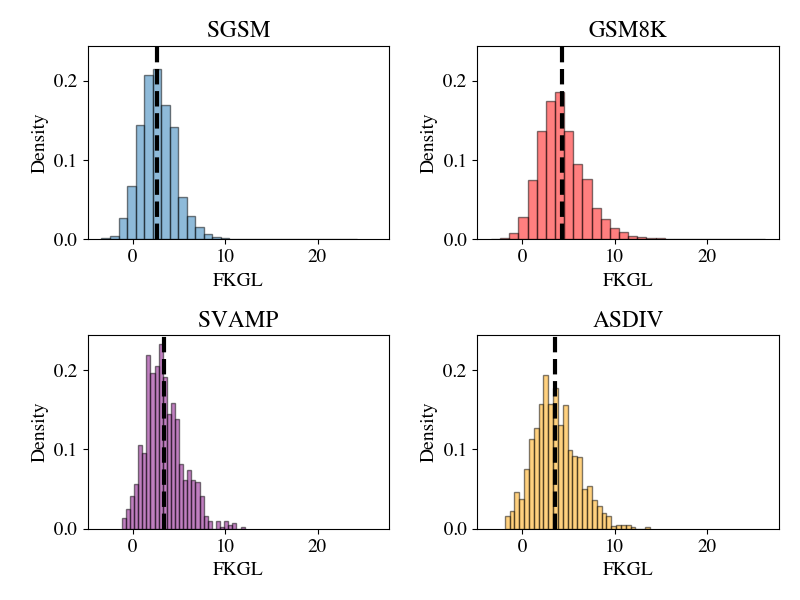 SGSM
0.2
0.1
0.0
Density
0 10 20
FKGL
GSM8K
0.2
0.1
0.0
Density
0 10 20
FKGL
SVAMP
0.2
0.1
0.0
Density
0 10 20
FKGL
ASDIV
0.2
0.1
0.0
Density
0 10 20
FKGL